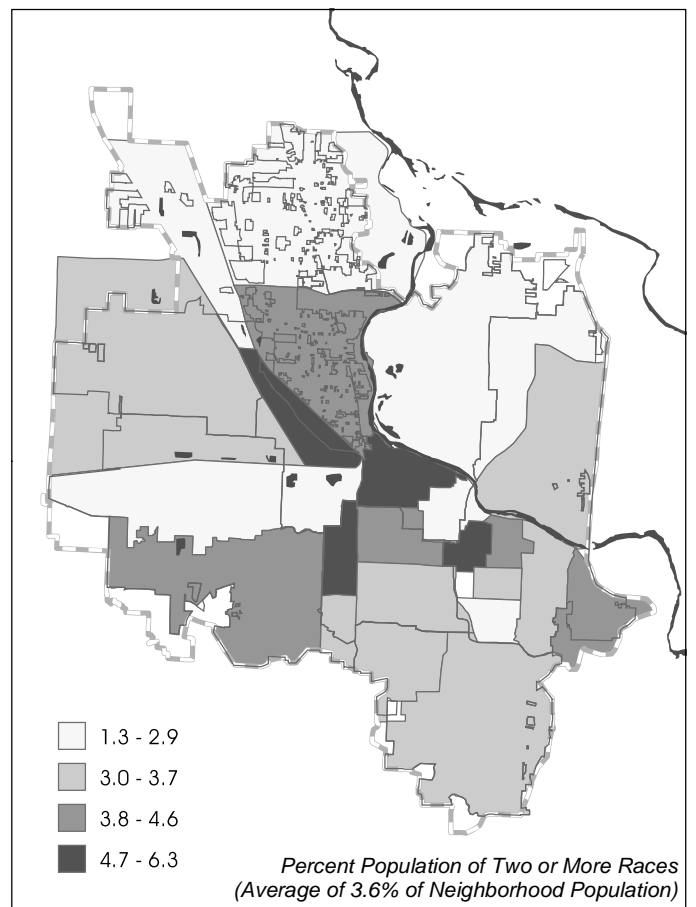 1.3 - 2.9
3.0 - 3.7
3.8 - 4.6
4.7 - 6.3
Percent Population of Two or More Races
(Average of 3.6% of Neighborhood Population)